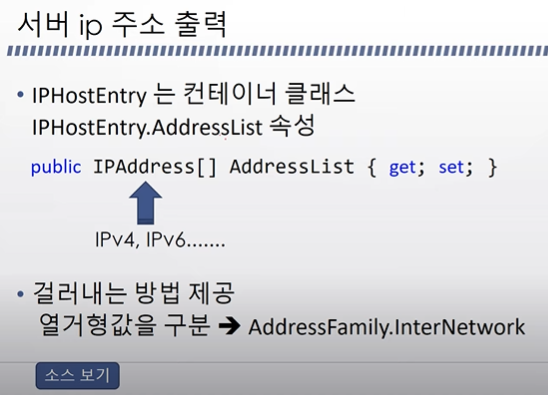 서버 ip 주소 출력
• IPHostEntry 는 컨테이너 클래스
IPHostEntry.AddressList 속성
public IPAddress[] AddressList { get; set; }
IPv4, IPv6.......
• 걸러내는 방법 제공
열거형값을 구분 ➔ AddressFamily.InterNetwork
소스 보기